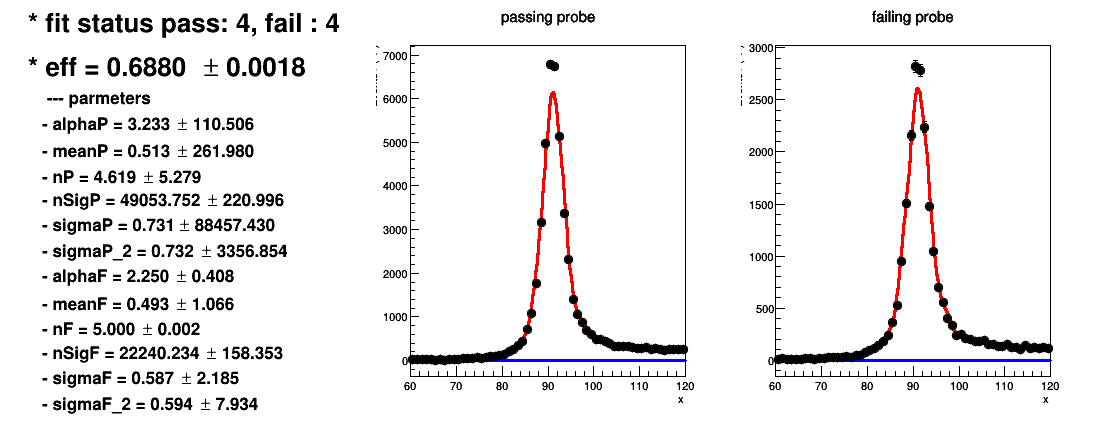 * fit status pass: 4, fail : 4
* eff = 0.6880 ± 0.0018
--- parmeters
- alphaP = 3.233 ± 110.506
- meanP = 0.513 ± 261.980
- nP = 4.619 ± 5.279
- nSigP = 49053.752 ± 220.996
- sigmaP = 0.731 ± 88457.430
- sigmaP_2 = 0.732 ± 3356.854
- alphaF = 2.250 ± 0.408
- meanF = 0.493 ± 1.066
- nF = 5.000 ± 0.002
- nSigF = 22240.234 ± 158.353
- sigmaF = 0.587 ± 2.185
- sigmaF_2 = 0.594 ± 7.934
passing probe
7000
6000
5000
4000
3000
2000
1000
0
60 70 80 90 100 110 120
x
failing probe
3000
2500
2000
1500
1000
500
0
60 70 80 90 100 110 120
x